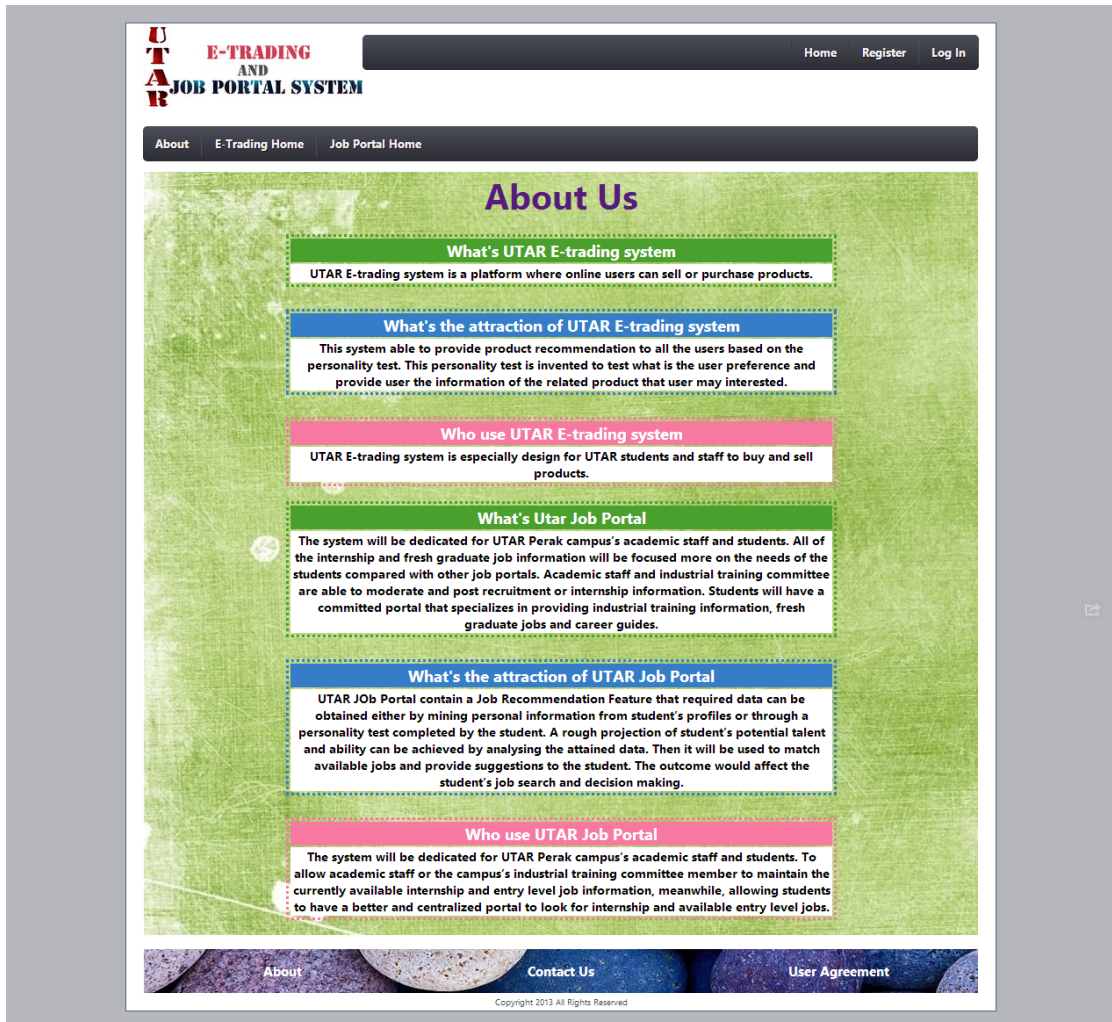 UTAR
E-TRADING
AND
JOB PORTAL SYSTEM
Home Register Log In
About E-Trading Home Job Portal Home
About Us
What's UTAR E-trading system
UTAR E-trading system is a platform where online users can sell or purchase products.
What's the attraction of UTAR E-trading system
This system able to provide product recommendation to all the users based on the
personality test. This personality test is invented to test what is the user preference and
provide user the information of the related product that user may interested.
Who use UTAR E-trading system
UTAR E-trading system is especially design for UTAR students and staff to buy and sell
products.
What's Utar Job Portal
The system will be dedicated for UTAR Perak campus's academic staff and students. All of
the internship and fresh graduate job information will be focused more on the needs of the
students compared with other job portals. Academic staff and industrial training committee
are able to moderate and post recruitment or internship information. Students will have a
committed portal that specializes in providing industrial training information, fresh
graduate jobs and career guides.
What's the attraction of UTAR Job Portal
UTAR JOb Portal contain a Job Recommendation Feature that required data can be
obtained either by mining personal information from student's profiles or through a
personality test completed by the student. A rough projection of student's potential talent
and ability can be achieved by analysing the attained data. Then it will be used to match
available jobs and provide suggestions to the student. The outcome would affect the
student's job search and decision making.
Who use UTAR Job Portal
The system will be dedicated for UTAR Perak campus's academic staff and students. To
allow academic staff or the campus's industrial training committee member to maintain the
currently available internship and entry level job information, meanwhile, allowing students
to have a better and centralized portal to look for internship and available entry level jobs.
About Contact Us User Agreement
Copyright 2013 All Rights Reserved